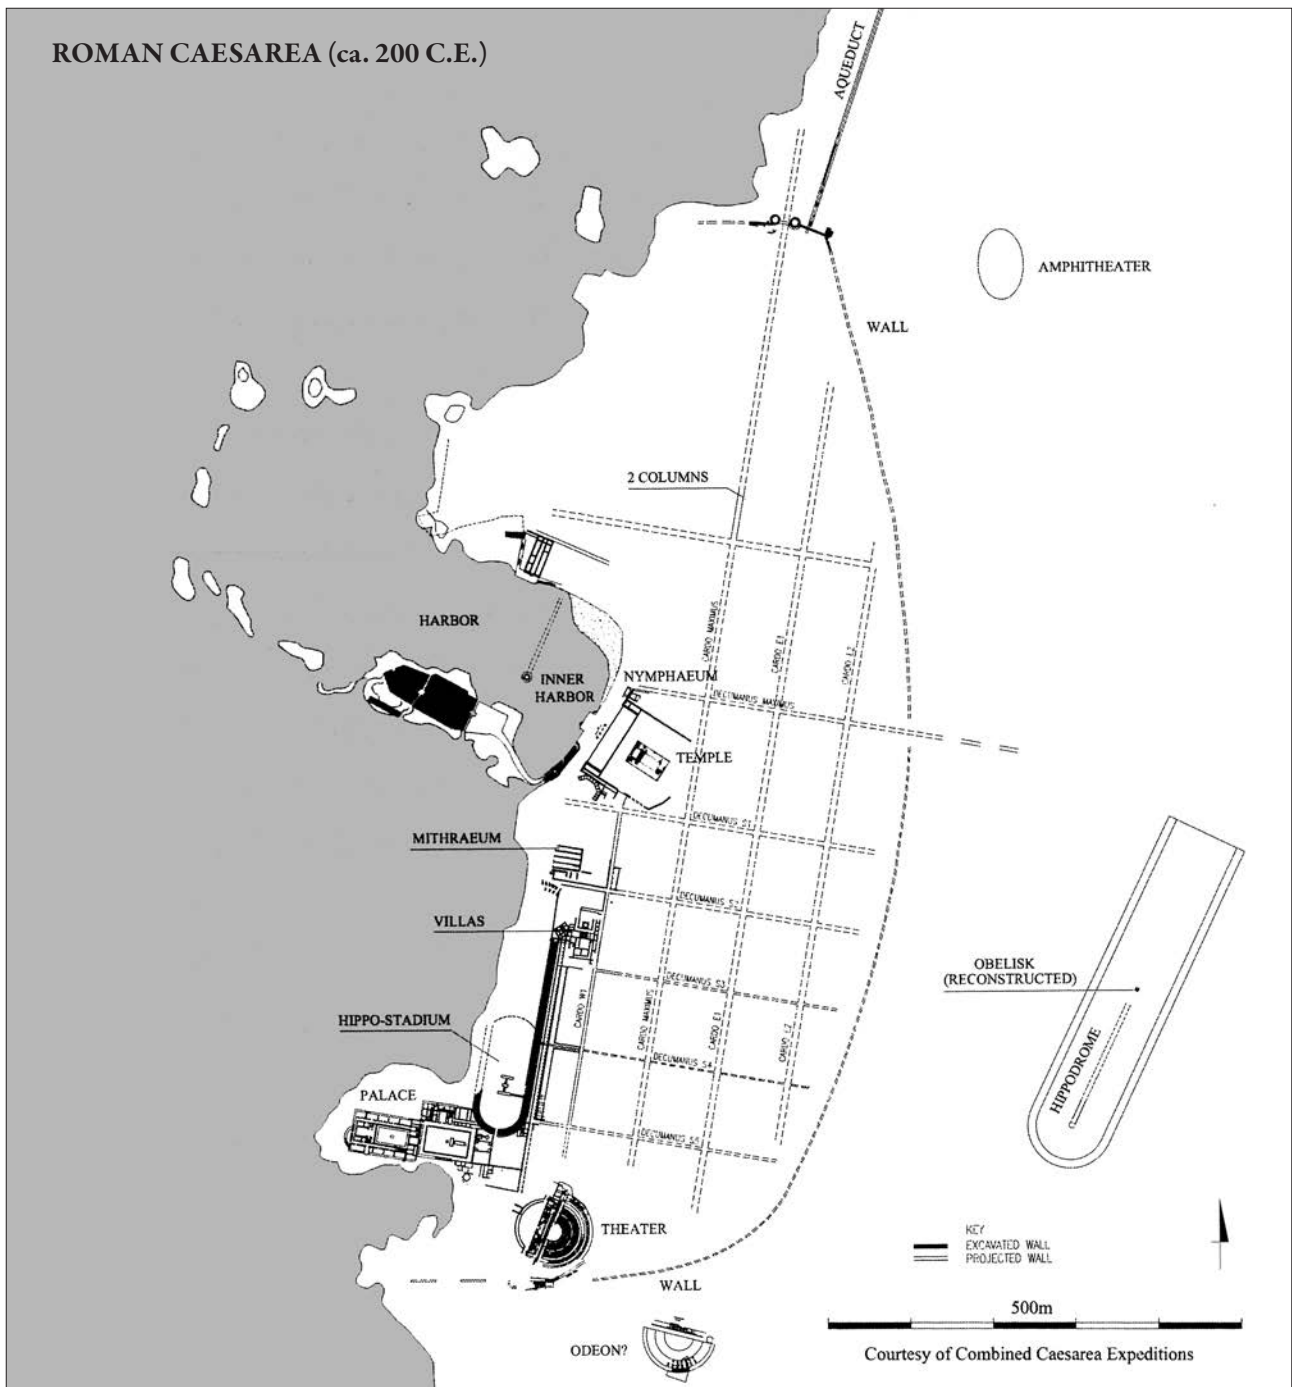 ROMAN CAESAREA (ca. 200 C.E.)
AQUEDUCT
AMPHITHEATER
WALL
2 COLUMNS
HARBOR
INNER
HARBOR
NYMPHAEUM
CARDO MAXIMUS
CARDO E1
CARDO E2
DECUMANUS MAXIMUS
TEMPLE
DECUMANUS S1
MITHRAEUM
DECUMANUS S2
VILLAS
OBELISK
(RECONSTRUCTED)
DECUMANUS S3
CARDO W1
CARDO MAXIMUS
CARDO E1
CARDO E2
HIPPO-STADIUM
DECUMANUS S4
HIPPODROME
PALACE
DECUMANUS S5
THEATER
KEY
EXCAVATED WALL
PROJECTED WALL
WALL
500m
ODEON?
Courtesy of Combined Caesarea Expeditions